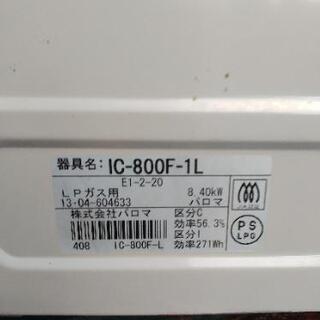 器具名: IC-800F-1L
E1-2-20
LPガス用 8.40kW
13・04-604633 パロマ
株式会社パロマ 区分C
効率56.3%
区分I
408 IC-800F-L 効率271Wh
PS
LPG